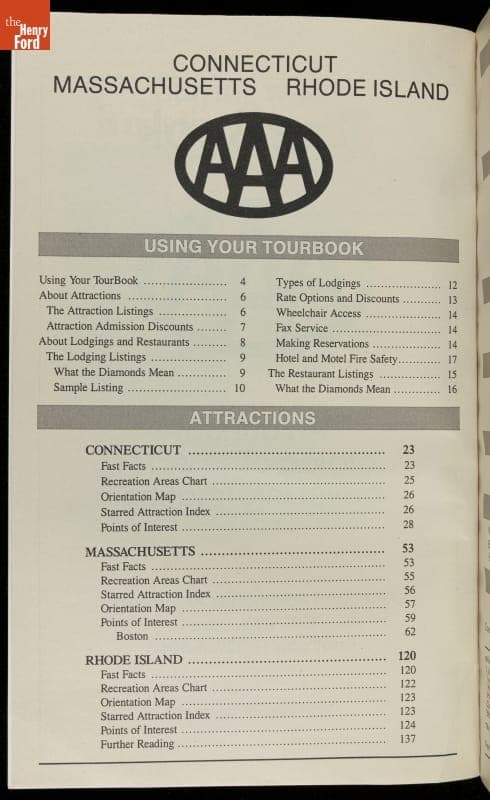 the
Henry
Ford
CONNECTICUT
MASSACHUSETTS RHODE ISLAND
AAA
USING YOUR TOURBOOK
Using Your TourBook ........................ 4
About Attractions ............................. 6
The Attraction Listings .................... 6
Attraction Admission Discounts ........ 7
About Lodgings and Restaurants ......... 8
The Lodging Listings ...................... 9
What the Diamonds Mean .............. 9
Sample Listing ............................ 10
Types of Lodgings ...................... 12
Rate Options and Discounts ........... 13
Wheelchair Access ...................... 14
Fax Service ................................ 14
Making Reservations .................... 14
Hotel and Motel Fire Safety............ 17
The Restaurant Listings .................. 15
What the Diamonds Mean ............. 16
ATTRACTIONS
CONNECTICUT .................................................. 23
Fast Facts .................................................. 23
Recreation Areas Chart .................................. 25
Orientation Map .......................................... 26
Starred Attraction Index ................................ 26
Points of Interest ........................................ 28
MASSACHUSETTS .............................................. 53
Fast Facts .................................................. 53
Recreation Areas Chart .................................. 55
Starred Attraction Index ................................ 56
Orientation Map .......................................... 57
Points of Interest ........................................ 59
Boston .................................................. 62
RHODE ISLAND .................................................. 120
Fast Facts .................................................. 120
Recreation Areas Chart .................................. 122
Orientation Map .......................................... 123
Starred Attraction Index ................................ 123
Points of Interest ........................................ 124
Further Reading .......................................... 137